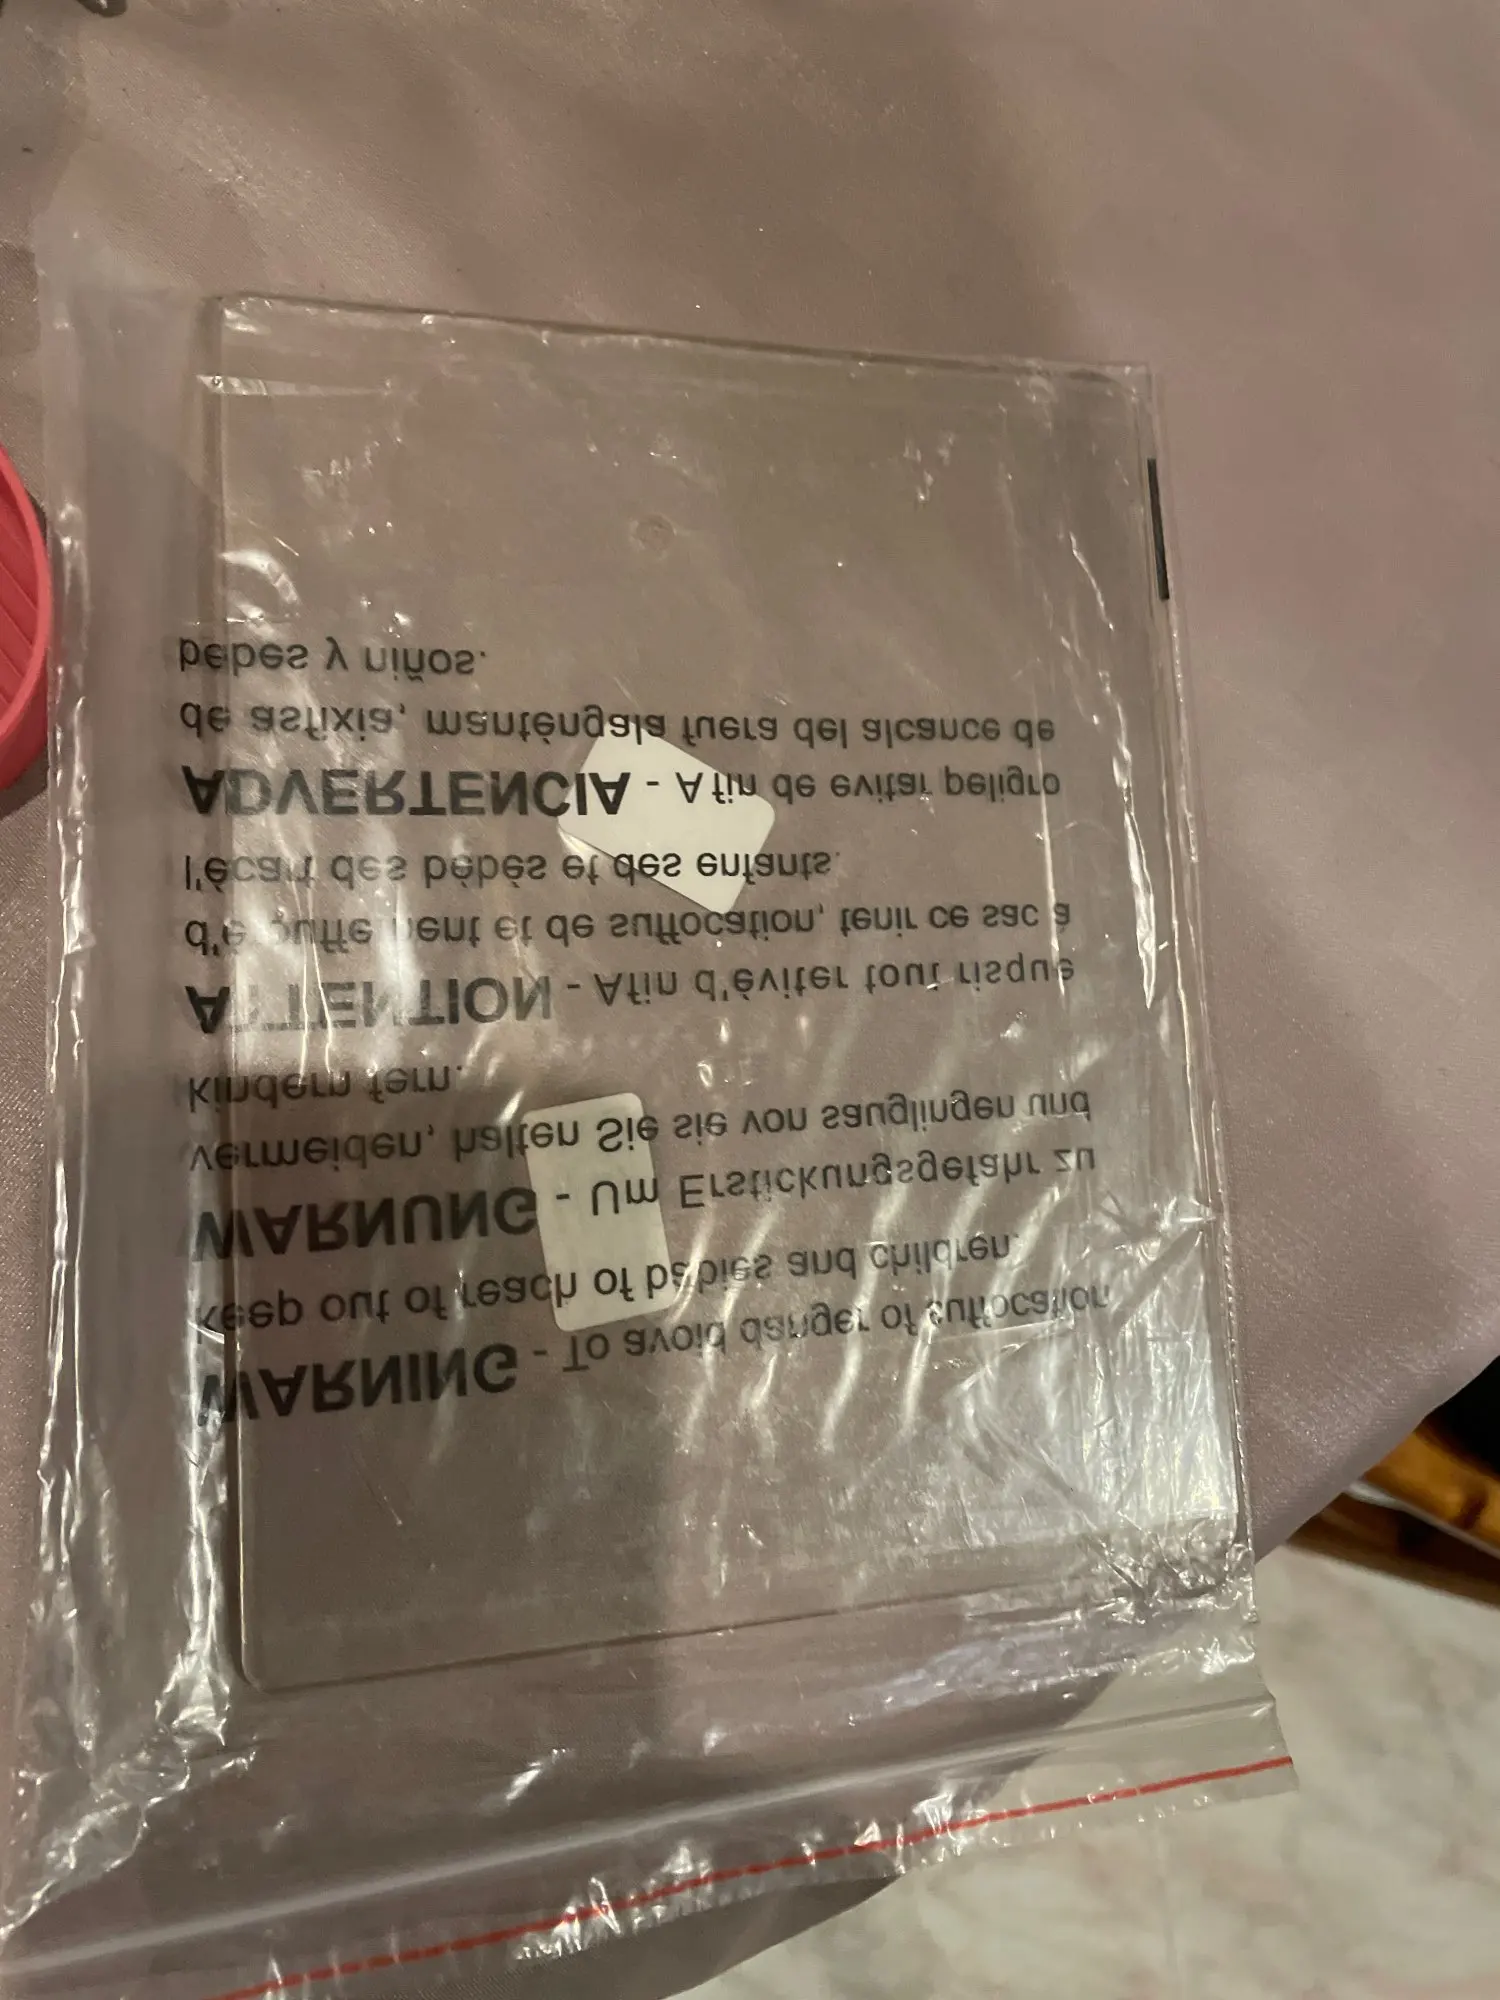 WARNING - To avoid danger of suffocation
keep out of reach of babies and children.
WARNUNG - Um Erstickungsgefahr zu
vermeiden, halten Sie sie von sauglingen und
kindern fern.
ATTENTION - Afin d'éviter tout risque
d'étouffement et de suffocation, tenir ce sac à
l'écart des bébés et des enfants.
ADVERTENCIA - A fin de evitar peligro
de asfixia, manténgala fuera del alcance de
bebes y niños.